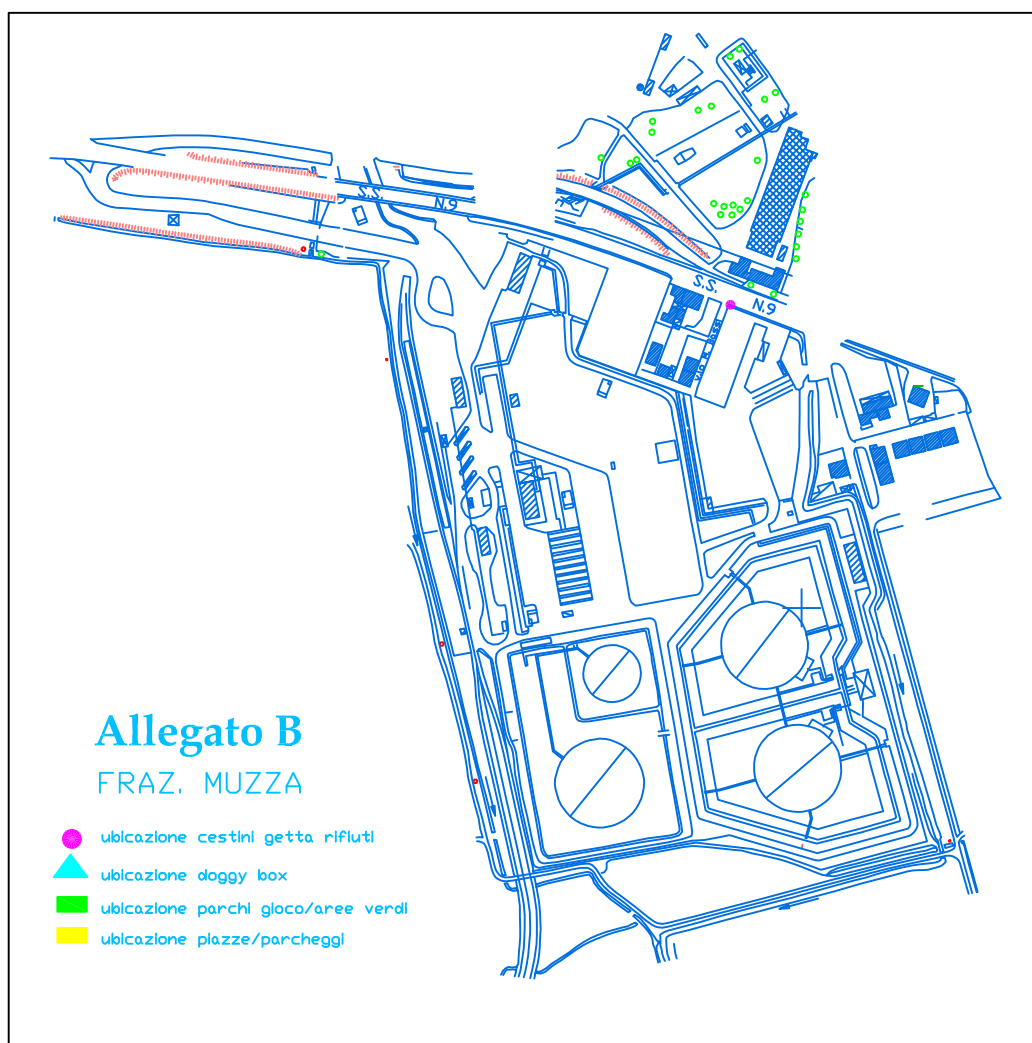 S.S.
N.9
S.S.
N.9
Allegato B
FRAZ. MUZZA
ubicazione cestini getta rifiuti
ubicazione doggy box
ubicazione parchi gioco/aree verdi
ubicazione piazze/parcheggi